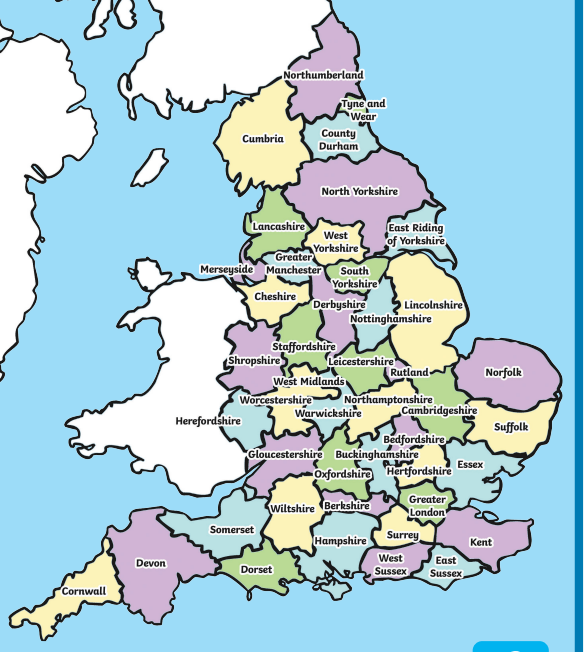 Northumberland
Tyne and
Wear
Cumbria
County
Durham
North Yorkshire
Lancashire
West
Yorkshire
East Riding
of Yorkshire
Merseyside
Greater
Manchester
South
Yorkshire
Cheshire
Derbyshire
Nottinghamshire
Lincolnshire
Staffordshire
Shropshire
Leicestershire
Rutland
Norfolk
West Midlands
Worcestershire
Northamptonshire
Herefordshire
Warwickshire
Cambridgeshire
Suffolk
Bedfordshire
Gloucestershire
Buckinghamshire
Oxfordshire
Hertfordshire
Essex
Wiltshire
Berkshire
Greater
London
Somerset
Hampshire
Surrey
Kent
Devon
Dorset
West
Sussex
East
Sussex
Cornwall